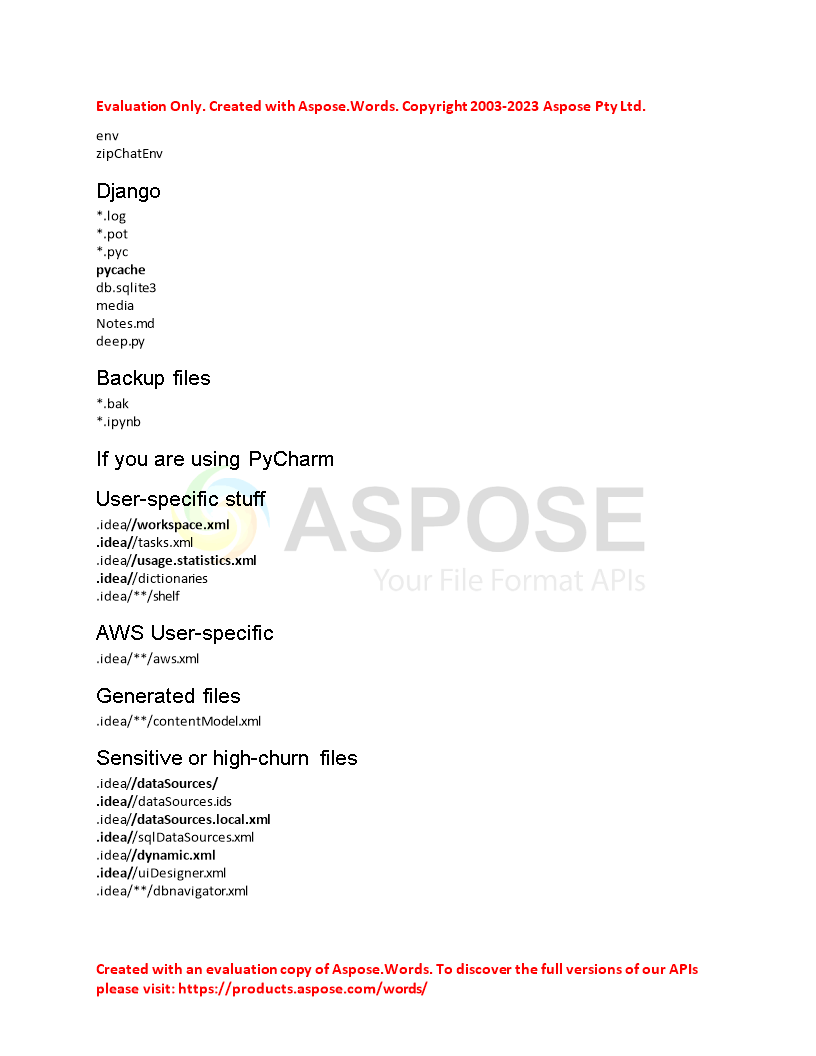 Evaluation Only. Created with Aspose.Words. Copyright 2003-2023 Aspose Pty Ltd.
env
zipChatEnv
Django
*.log
*.pot
*.pyc
pycache
db.sqlite3
media
Notes.md
deep.py
Backup files
*.bak
*.ipynb
If you are using PyCharm
User-specific stuff
.idea//workspace.xml
.idea//tasks.xml
.idea//usage.statistics.xml
.idea//dictionaries
.idea/**/shelf
ASPOSE
Your File Format APIs
AWS User-specific
.idea/**/aws.xml
Generated files
.idea/**/contentModel.xml
Sensitive or high-churn files
.idea//dataSources/
.idea//dataSources.ids
.idea//dataSources.local.xml
.idea//sqlDataSources.xml
.idea//dynamic.xml
.idea//uiDesigner.xml
.idea/**/dbnavigator.xml
Created with an evaluation copy of Aspose.Words. To discover the full versions of our APIs
please visit: https://products.aspose.com/words/